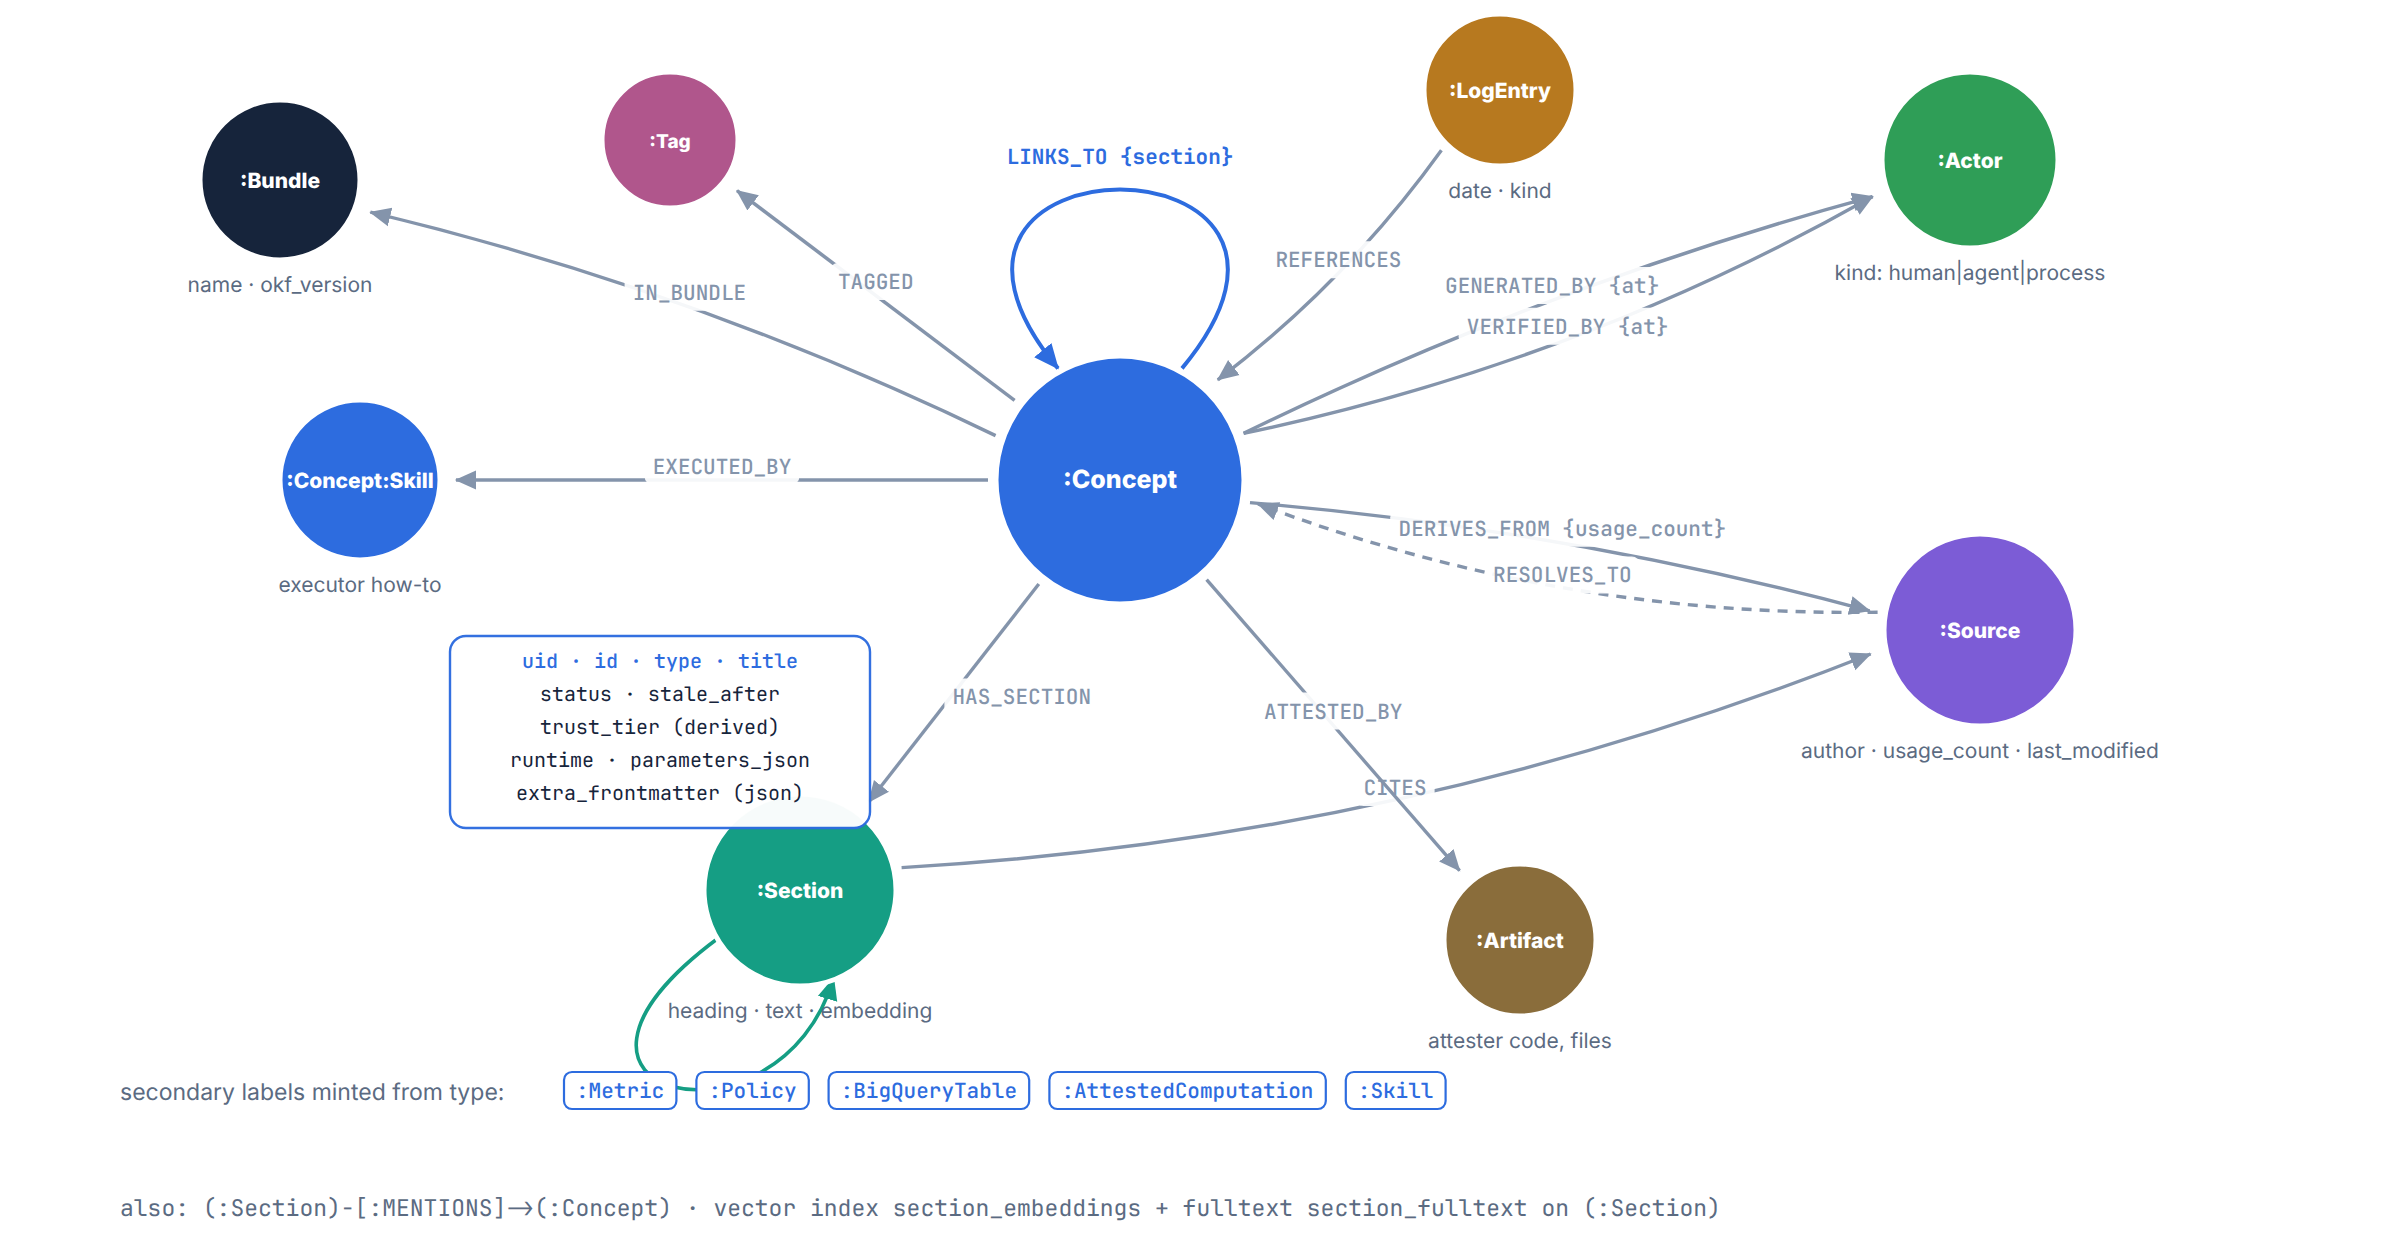 :LogEntry
:Tag
:Actor
:Bundle
LINKS_TO {section}
date · kind
REFERENCES
kind: human|agent|process
name · okf_version
TAGGED
GENERATED_BY {at}
IN_BUNDLE
VERIFIED_BY {at}
EXECUTED_BY
:Concept:Skill
:Concept
DERIVES_FROM {usage_count}
RESOLVES_TO
executor how-to
:Source
uid · id · type · title
status · stale_after
trust_tier (derived)
runtime · parameters_json
extra_frontmatter (json)
HAS_SECTION
ATTESTED_BY
author · usage_count · last_modified
CITES
:Section
:Artifact
heading · text · embedding
attester code, files
secondary labels minted from type: :Metric :Policy :BigQueryTable :AttestedComputation :Skill
also: (:Section)-[:MENTIONS]→(:Concept) · vector index section_embeddings + fulltext section_fulltext on (:Section)